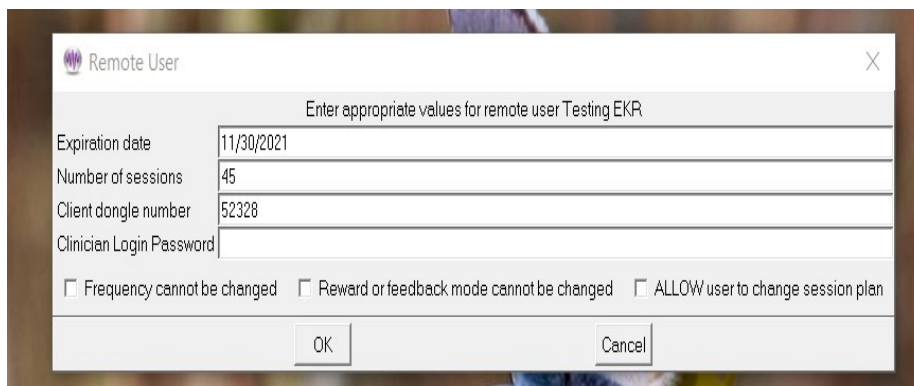 Remote User
Enter appropriate values for remote user Testing EKR
Expiration date 11/30/2021
Number of sessions 45
Client dongle number 52328
Clinician Login Password
Frequency cannot be changed Reward or feedback mode cannot be changed ALLOW user to change session plan
OK Cancel